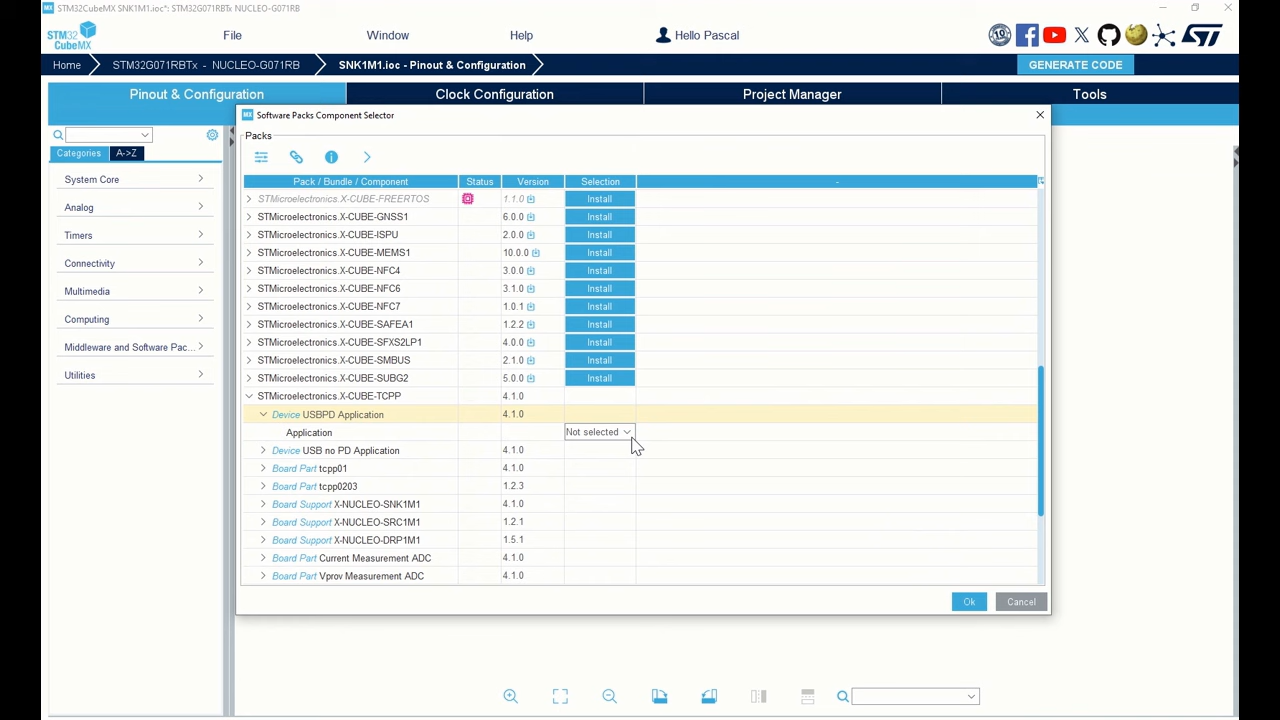 STM32CubeMX SNK1M1.ioc*: STM32G071RBTx NUCLEO-G071RB
STM32
CubeMX
File
Window
Help
Hello Pascal
10
Home
STM32G071RBTx - NUCLEO-G071RB
SNK1M1.ioc - Pinout & Configuration
GENERATE CODE
Pinout & Configuration
Clock Configuration
Project Manager
Tools
Categories
A->Z
System Core
Analog
Timers
Connectivity
Multimedia
Computing
Middleware and Software Pac...
Utilities
Software Packs Component Selector
Packs
Pack / Bundle / Component Status Version Selection -
STMicroelectronics.X-CUBE-FREERTOS 1.1.0 Install
STMicroelectronics.X-CUBE-GNSS1 6.0.0 Install
STMicroelectronics.X-CUBE-ISPU 2.0.0 Install
STMicroelectronics.X-CUBE-MEMS1 10.0.0 Install
STMicroelectronics.X-CUBE-NFC4 3.0.0 Install
STMicroelectronics.X-CUBE-NFC6 3.1.0 Install
STMicroelectronics.X-CUBE-NFC7 1.0.1 Install
STMicroelectronics.X-CUBE-SAFEA1 1.2.2 Install
STMicroelectronics.X-CUBE-SFXS2LP1 4.0.0 Install
STMicroelectronics.X-CUBE-SMBUS 2.1.0 Install
STMicroelectronics.X-CUBE-SUBG2 5.0.0 Install
STMicroelectronics.X-CUBE-TCPP 4.1.0
Device USBPD Application 4.1.0
Application Not selected
Device USB no PD Application 4.1.0
Board Part tcpp01 4.1.0
Board Part tcpp0203 1.2.3
Board Support X-NUCLEO-SNK1M1 4.1.0
Board Support X-NUCLEO-SRC1M1 1.2.1
Board Support X-NUCLEO-DRP1M1 1.5.1
Board Part Current Measurement ADC 4.1.0
Board Part Vprov Measurement ADC 4.1.0
Ok
Cancel